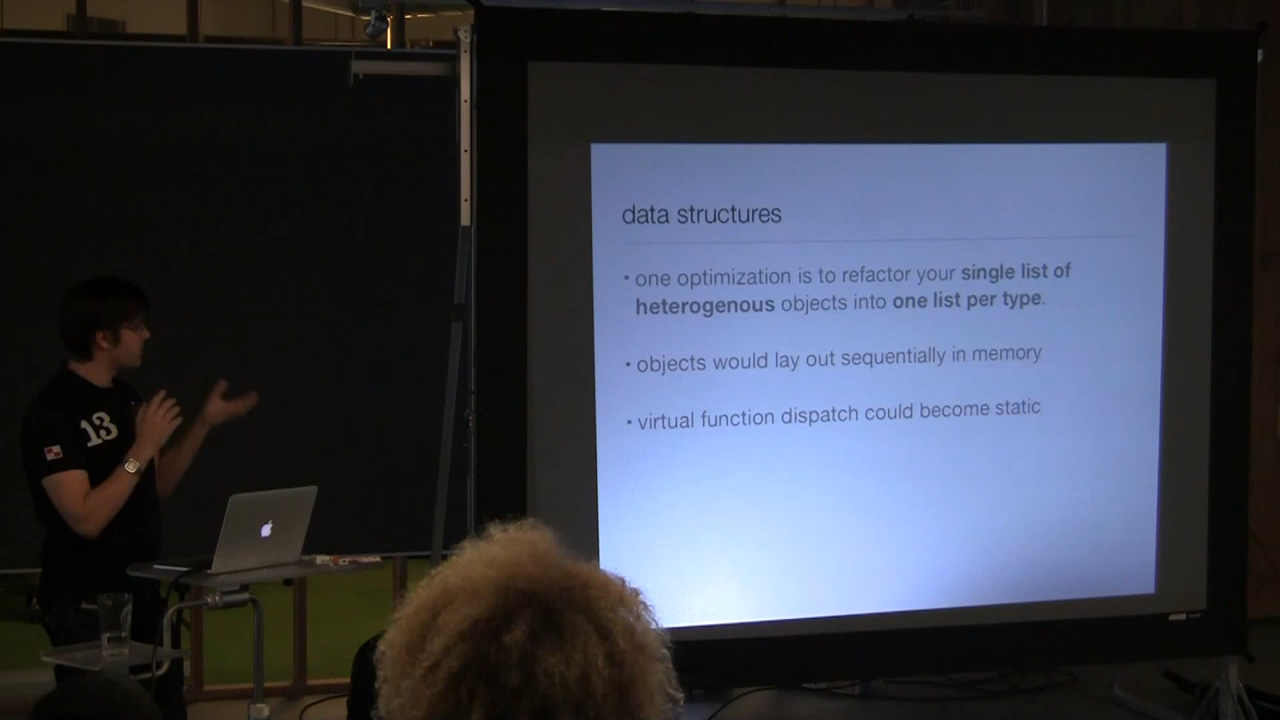 data structures
• one optimization is to refactor your single list of
heterogenous objects into one list per type.
• objects would lay out sequentially in memory
• virtual function dispatch could become static
13